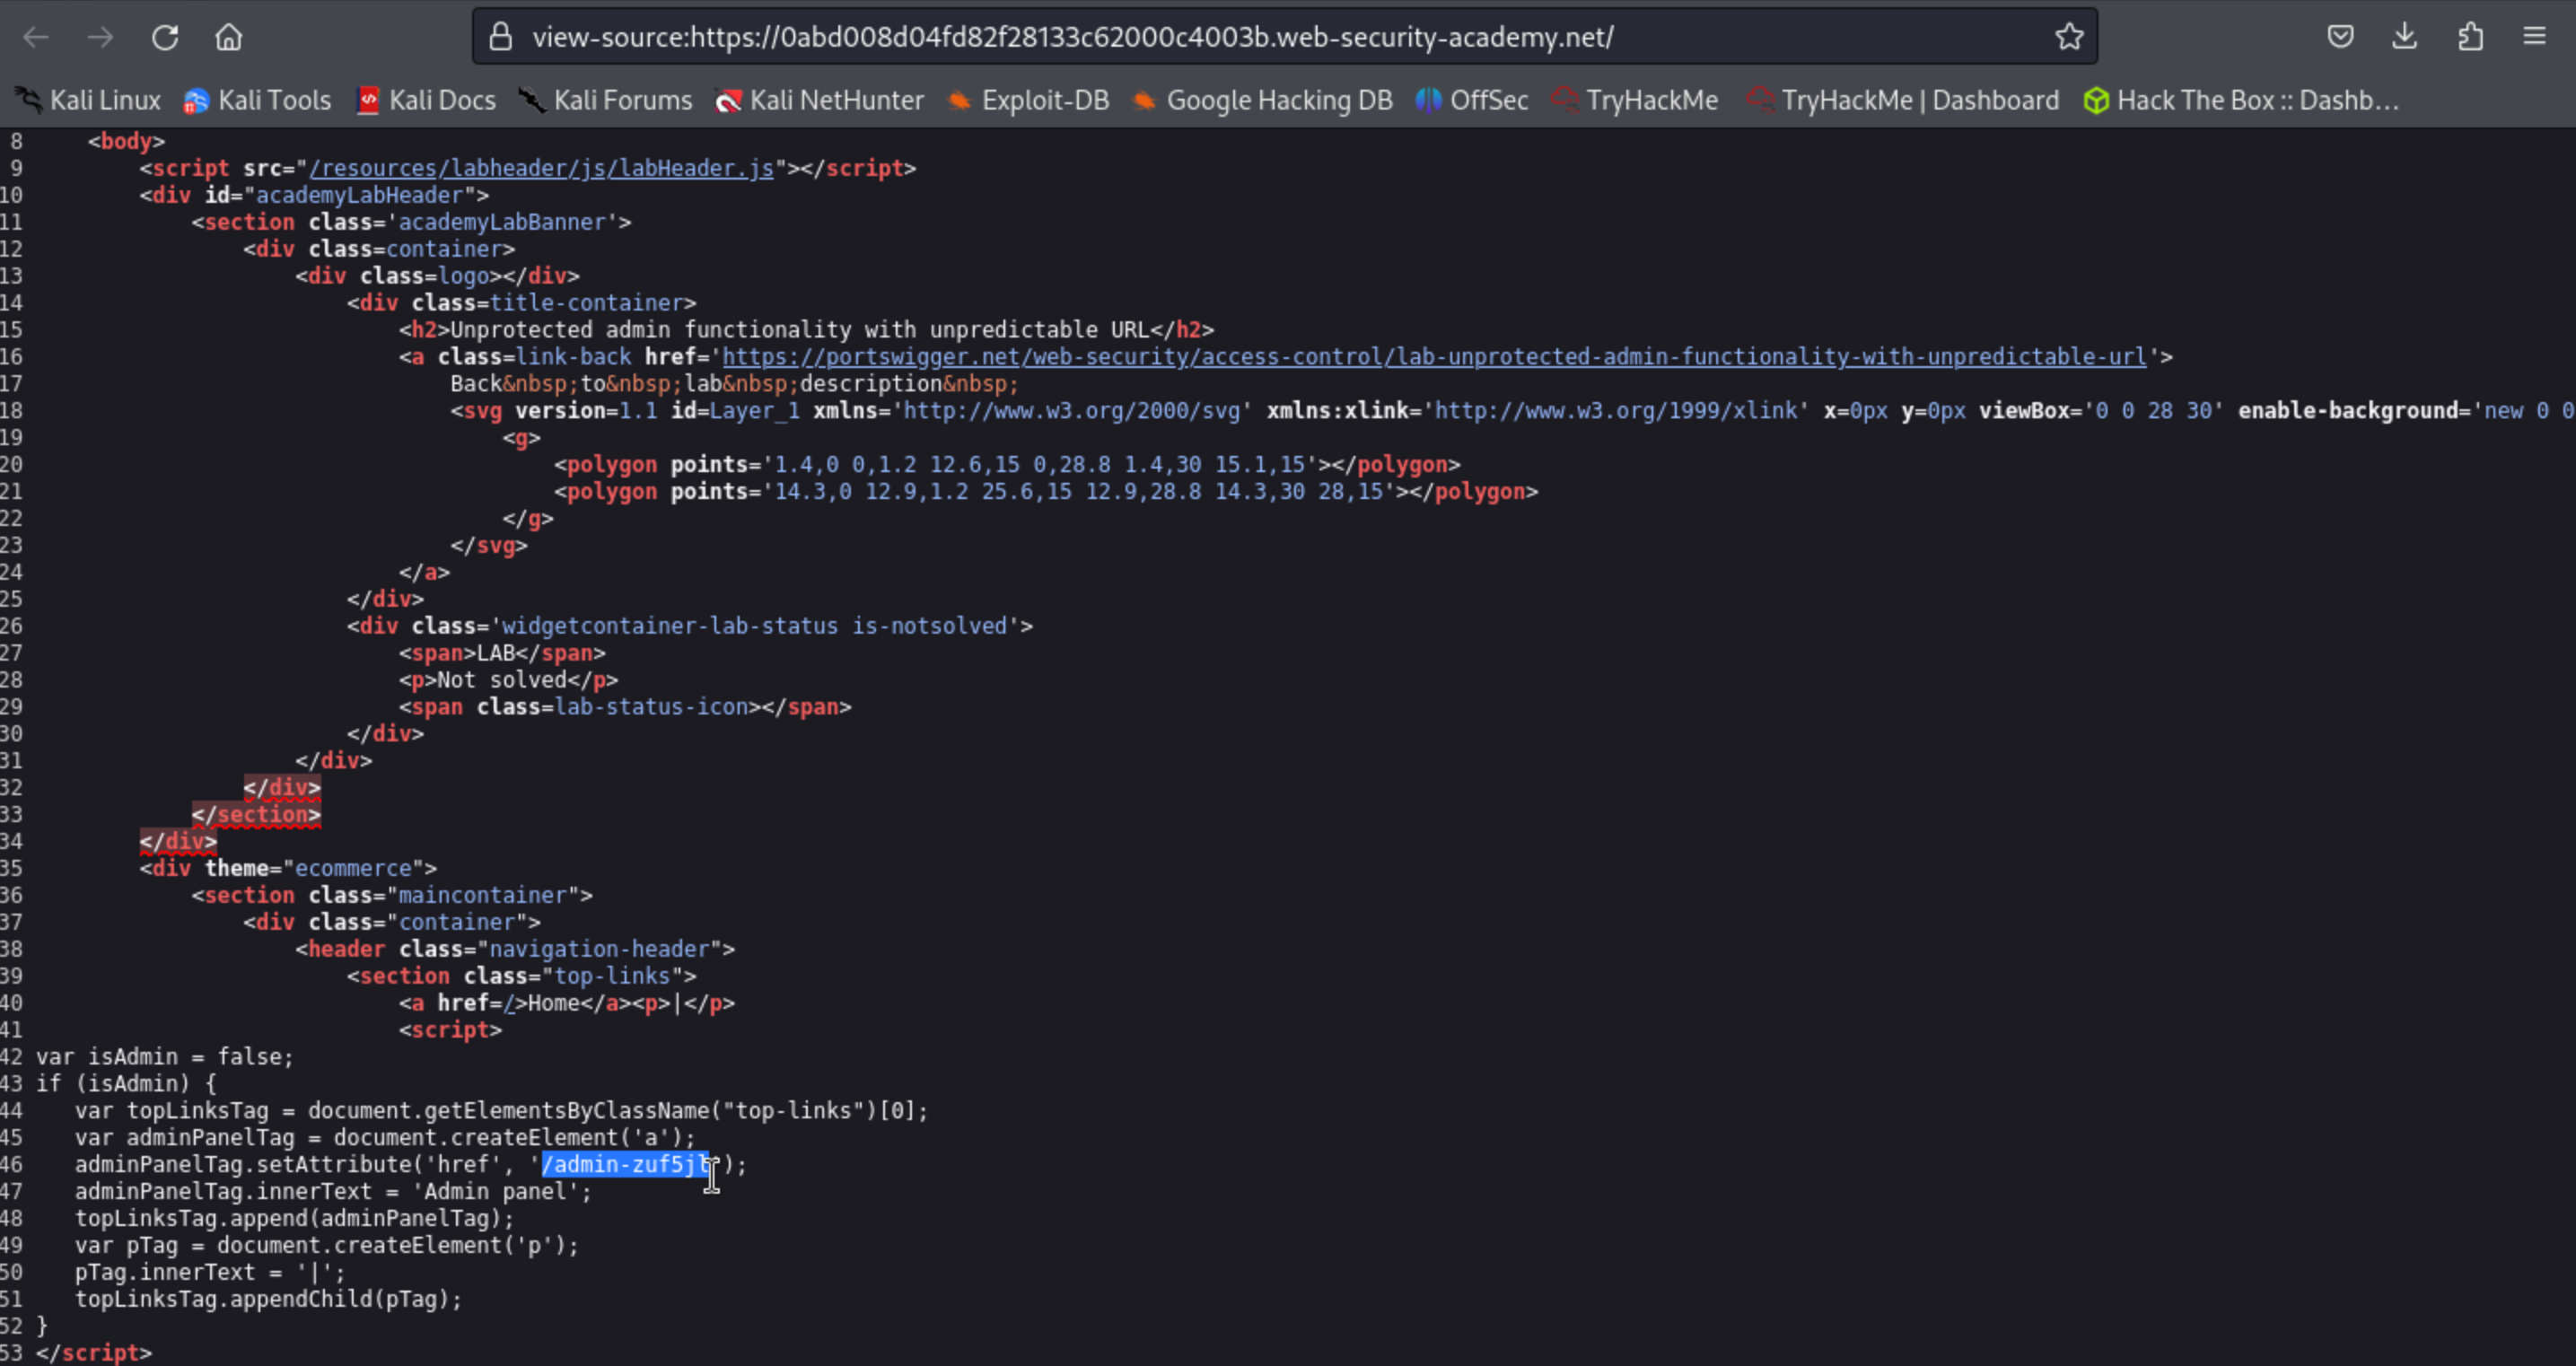 view-source:https://0abd008d04fd82f28133c62000c4003b.web-security-academy.net/
Kali Linux Kali Tools Kali Docs Kali Forums Kali NetHunter Exploit-DB Google Hacking DB OffSec TryHackMe TryHackMe | Dashboard Hack The Box :: Dashb…
8 <body>
9 <script src="/resources/labheader/js/labHeader.js"></script>
10 <div id="academyLabHeader">
11 <section class='academyLabBanner'>
12 <div class=container>
13 <div class=logo></div>
14 <div class=title-container>
15 <h2>Unprotected admin functionality with unpredictable URL</h2>
16 <a class=link-back href='https://portswigger.net/web-security/access-control/lab-unprotected-admin-functionality-with-unpredictable-url'>
17 Back&nbsp;to&nbsp;lab&nbsp;description&nbsp;
18 <svg version=1.1 id=Layer_1 xmlns='http://www.w3.org/2000/svg' xmlns:xlink='http://www.w3.org/1999/xlink' x=0px y=0px viewBox='0 0 28 30' enable-background='new 0 0
19 <g>
20 <polygon points='1.4,0 0,1.2 12.6,15 0,28.8 1.4,30 15.1,15'></polygon>
21 <polygon points='14.3,0 12.9,1.2 25.6,15 12.9,28.8 14.3,30 28,15'></polygon>
22 </g>
23 </svg>
24 </a>
25 </div>
26 <div class='widgetcontainer-lab-status is-notsolved'>
27 <span>LAB</span>
28 <p>Not solved</p>
29 <span class=lab-status-icon></span>
30 </div>
31 </div>
32 </div>
33 </section>
34 </div>
35 <div theme="ecommerce">
36 <section class="maincontainer">
37 <div class="container">
38 <header class="navigation-header">
39 <section class="top-links">
40 <a href=/>Home</a><p>|</p>
41 <script>
42 var isAdmin = false;
43 if (isAdmin) {
44 var topLinksTag = document.getElementsByClassName("top-links")[0];
45 var adminPanelTag = document.createElement('a');
46 adminPanelTag.setAttribute('href', '/admin-zuf5jl');
47 adminPanelTag.innerText = 'Admin panel';
48 topLinksTag.append(adminPanelTag);
49 var pTag = document.createElement('p');
50 pTag.innerText = '|';
51 topLinksTag.appendChild(pTag);
52 }
53 </script>